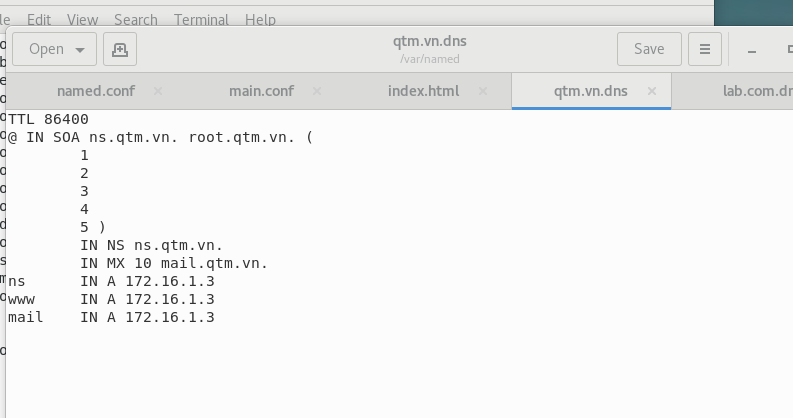 le Edit View Search Terminal Help
Open
qtm.vn.dns
/var/named
Save
named.conf × main.conf × index.html × qtm.vn.dns × lab.com.dn
TTL 86400
@ IN SOA ns.qtm.vn. root.qtm.vn. (
1
2
3
4
5 )
IN NS ns.qtm.vn.
IN MX 10 mail.qtm.vn.
ns IN A 172.16.1.3
www IN A 172.16.1.3
mail IN A 172.16.1.3